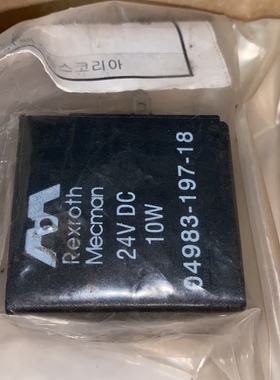 스코리아
Rexroth
Mecman
24V DC
10W
04983-197-18